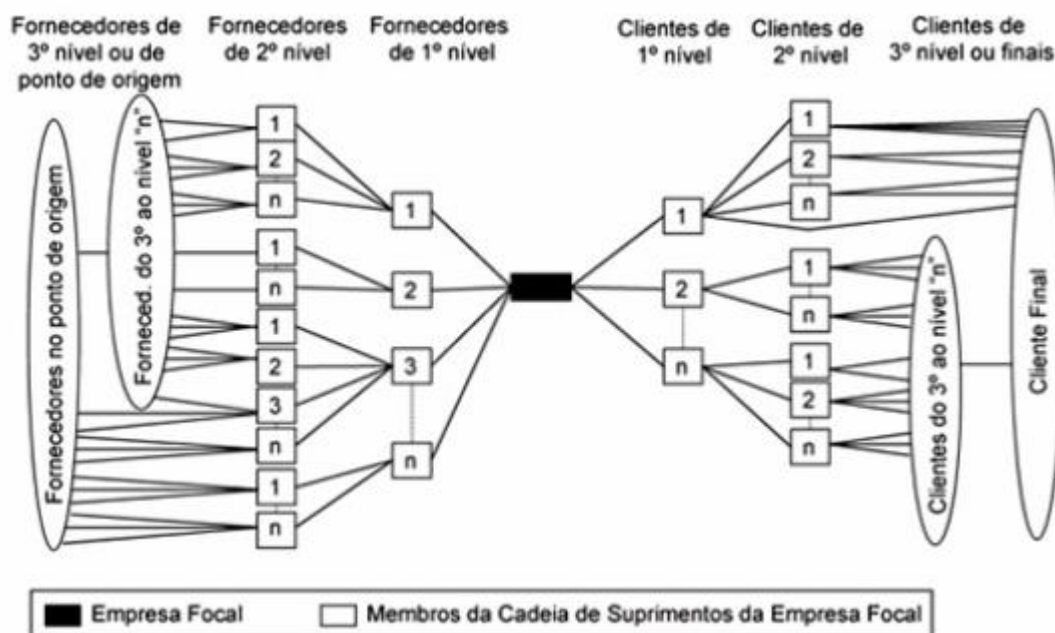 Fornecedores de
3º nível ou de
ponto de origem
Fornecedores
de 2º nível
Fornecedores
de 1º nível
Clientes de
1º nível
Clientes de
2º nível
Clientes de
3º nível ou finais
Fornecedores no ponto de origem
Forneced. do 3º ao nível "n"
1
2
n
1
n
1
2
3
n
1
n
1
2
3
n
1
2
n
1
2
n
1
n
1
2
n
Clientes do 3º ao nível "n"
Cliente Final
Empresa Focal
Membros da Cadeia de Suprimentos da Empresa Focal